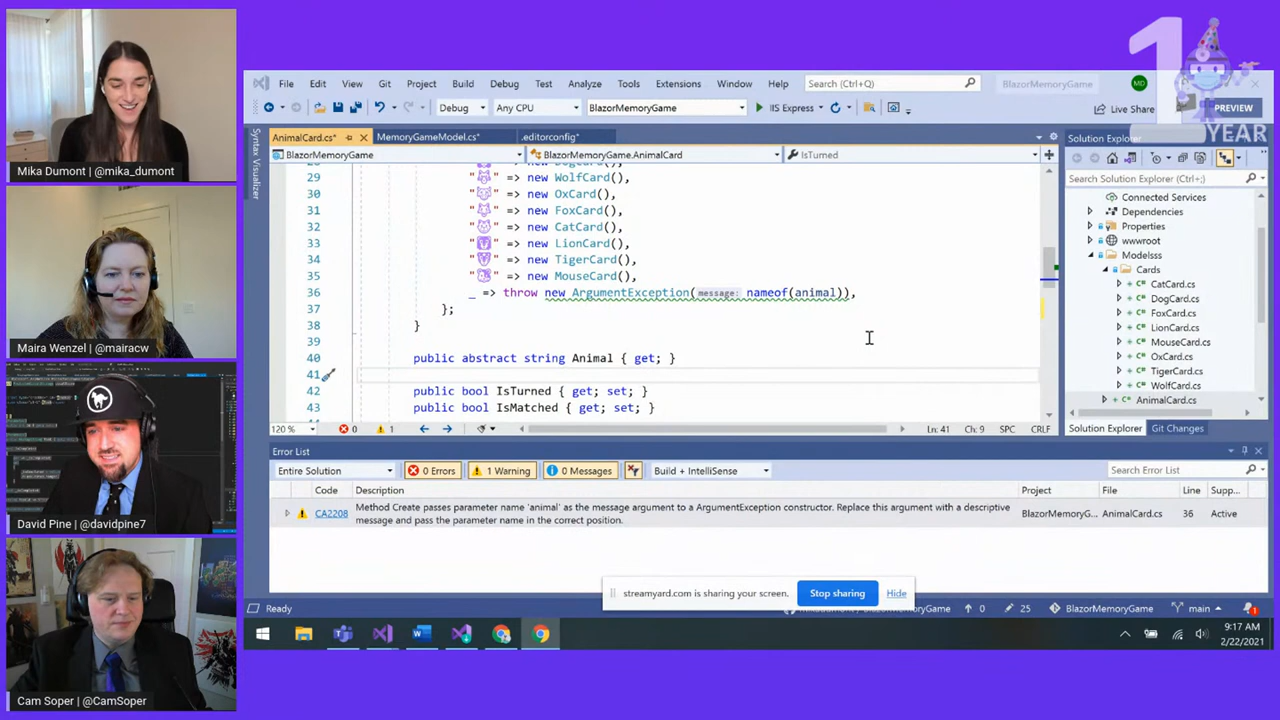 Mika Dumont | @mika_dumont
Maira Wenzel | @mairacw
David Pine | @davidpine7
Cam Soper | @CamSoper
1
YEAR
File Edit View Git Project Build Debug Test Analyze Tools Extensions Window Help Search (Ctrl+Q) BlazorMemoryGame MD
Debug Any CPU BlazorMemoryGame IIS Express Live Share PREVIEW
AnimalCard.cs* MemoryGameModel.cs* .editorconfig*
BlazorMemoryGame BlazorMemoryGame.AnimalCard IsTurned
Syntax Visualizer
29 " " => new WolfCard(),
30 " " => new OxCard(),
31 " " => new FoxCard(),
32 " " => new CatCard(),
33 " " => new LionCard(),
34 " " => new TigerCard(),
35 " " => new MouseCard(),
36 _ => throw new ArgumentException(message: nameof(animal)),
37 };
38 }
39
40 public abstract string Animal { get; }
41
42 public bool IsTurned { get; set; }
43 public bool IsMatched { get; set; }
120 % 0 1 Ln: 41 Ch: 9 SPC CRLF
Solution Explorer
Search Solution Explorer (Ctrl+;)
Connected Services
Dependencies
Properties
wwwroot
Modelsss
Cards
CatCard.cs
DogCard.cs
FoxCard.cs
LionCard.cs
MouseCard.cs
OxCard.cs
TigerCard.cs
WolfCard.cs
AnimalCard.cs
Solution Explorer Git Changes
Error List
Entire Solution 0 Errors 1 Warning 0 Messages Build + IntelliSense Search Error List
Code Description Project File Line Supp...
CA2208 Method Create passes parameter name 'animal' as the message argument to a ArgumentException constructor. Replace this argument with a descriptive BlazorMemoryG... AnimalCard.cs 36 Active
message and pass the parameter name in the correct position.
streamyard.com is sharing your screen. Stop sharing Hide
Ready 0 25 BlazorMemoryGame main 1
9:17 AM
2/22/2021